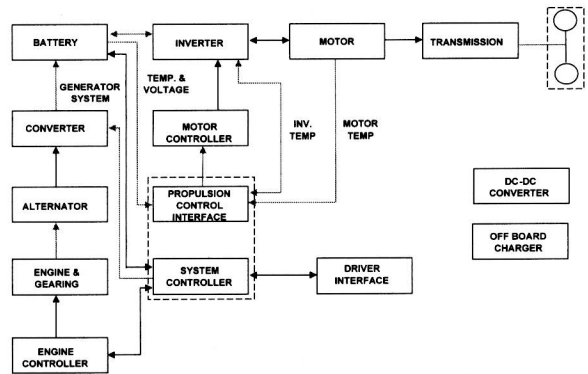 BATTERY
INVERTER
MOTOR
TRANSMISSION
GENERATOR
SYSTEM
TEMP. &
VOLTAGE
CONVERTER
MOTOR
CONTROLLER
INV.
TEMP
MOTOR
TEMP
ALTERNATOR
PROPULSION
CONTROL
INTERFACE
DC-DC
CONVERTER
OFF BOARD
CHARGER
ENGINE &
GEARING
SYSTEM
CONTROLLER
DRIVER
INTERFACE
ENGINE
CONTROLLER